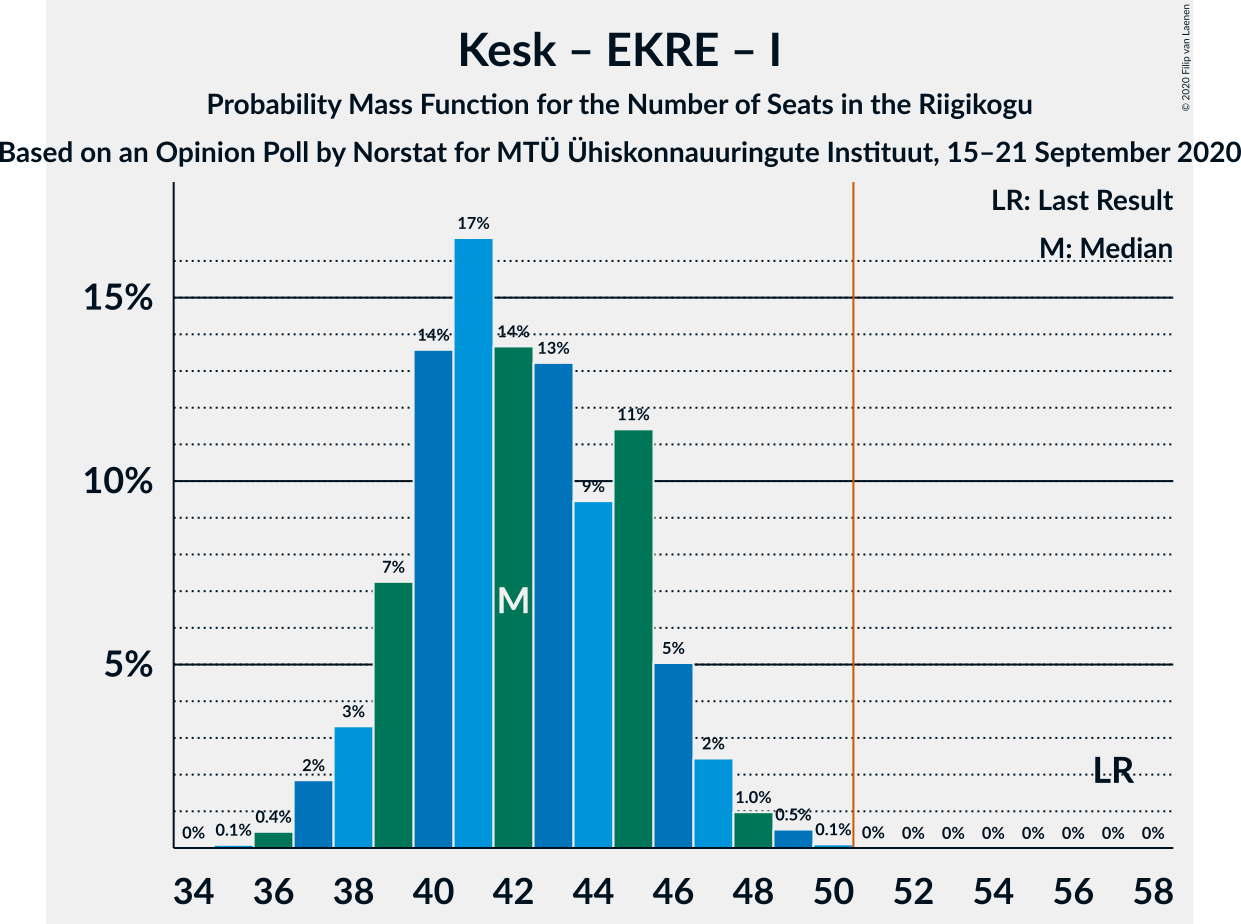 Kesk – EKRE – I
Probability Mass Function for the Number of Seats in the Riigikogu
Based on an Opinion Poll by Norstat for MTÜ Ühiskonnauuringute Instituut, 15–21 September 2020
© 2020 Filip van Laenen
LR: Last Result
M: Median
15%
10%
5%
0% 0.1% 0.4% 2% 3% 7% 14% 17% 14% 13% 9% 11% 5% 2% 1.0% 0.5% 0.1% 0% 0% 0% 0% 0% 0% 0% 0%
M
LR
34 36 38 40 42 44 46 48 50 52 54 56 58